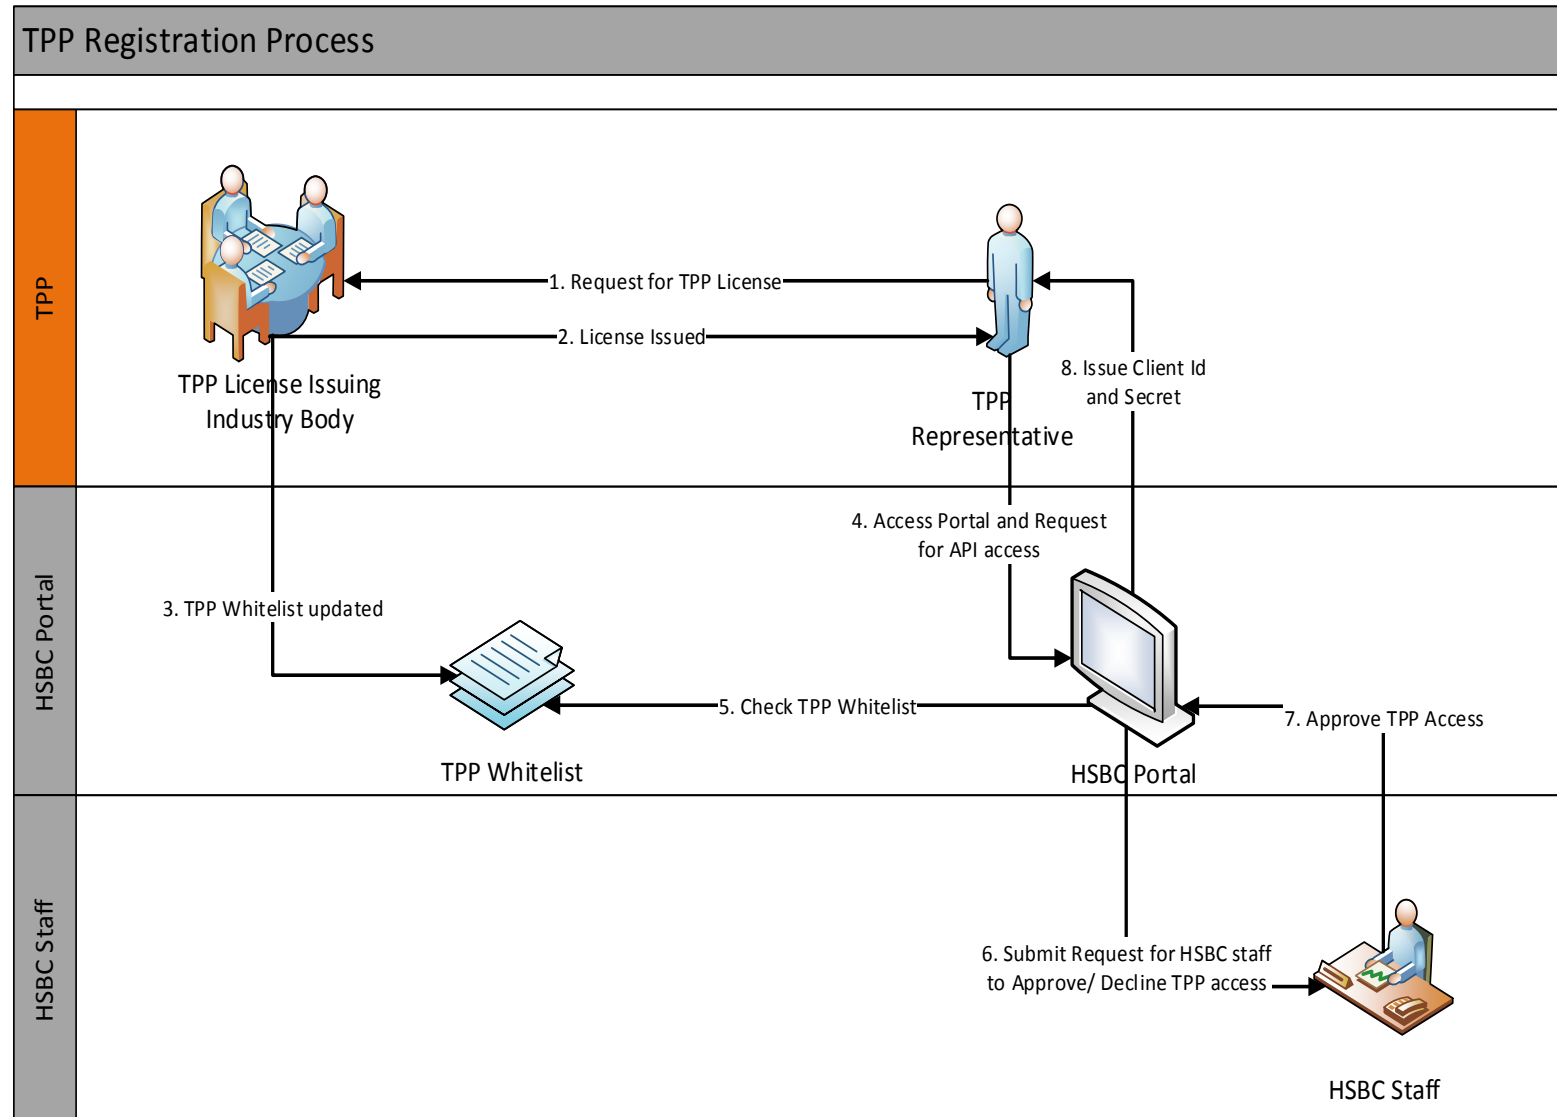 TPP Registration Process
TPP
1. Request for TPP License
2. License Issued
TPP License Issuing
Industry Body
TPP
Representative
8. Issue Client Id
and Secret
HSBC Portal
4. Access Portal and Request
for API access
3. TPP Whitelist updated
5. Check TPP Whitelist
7. Approve TPP Access
TPP Whitelist
HSBC Portal
HSBC Staff
6. Submit Request for HSBC staff
to Approve/ Decline TPP access
HSBC Staff